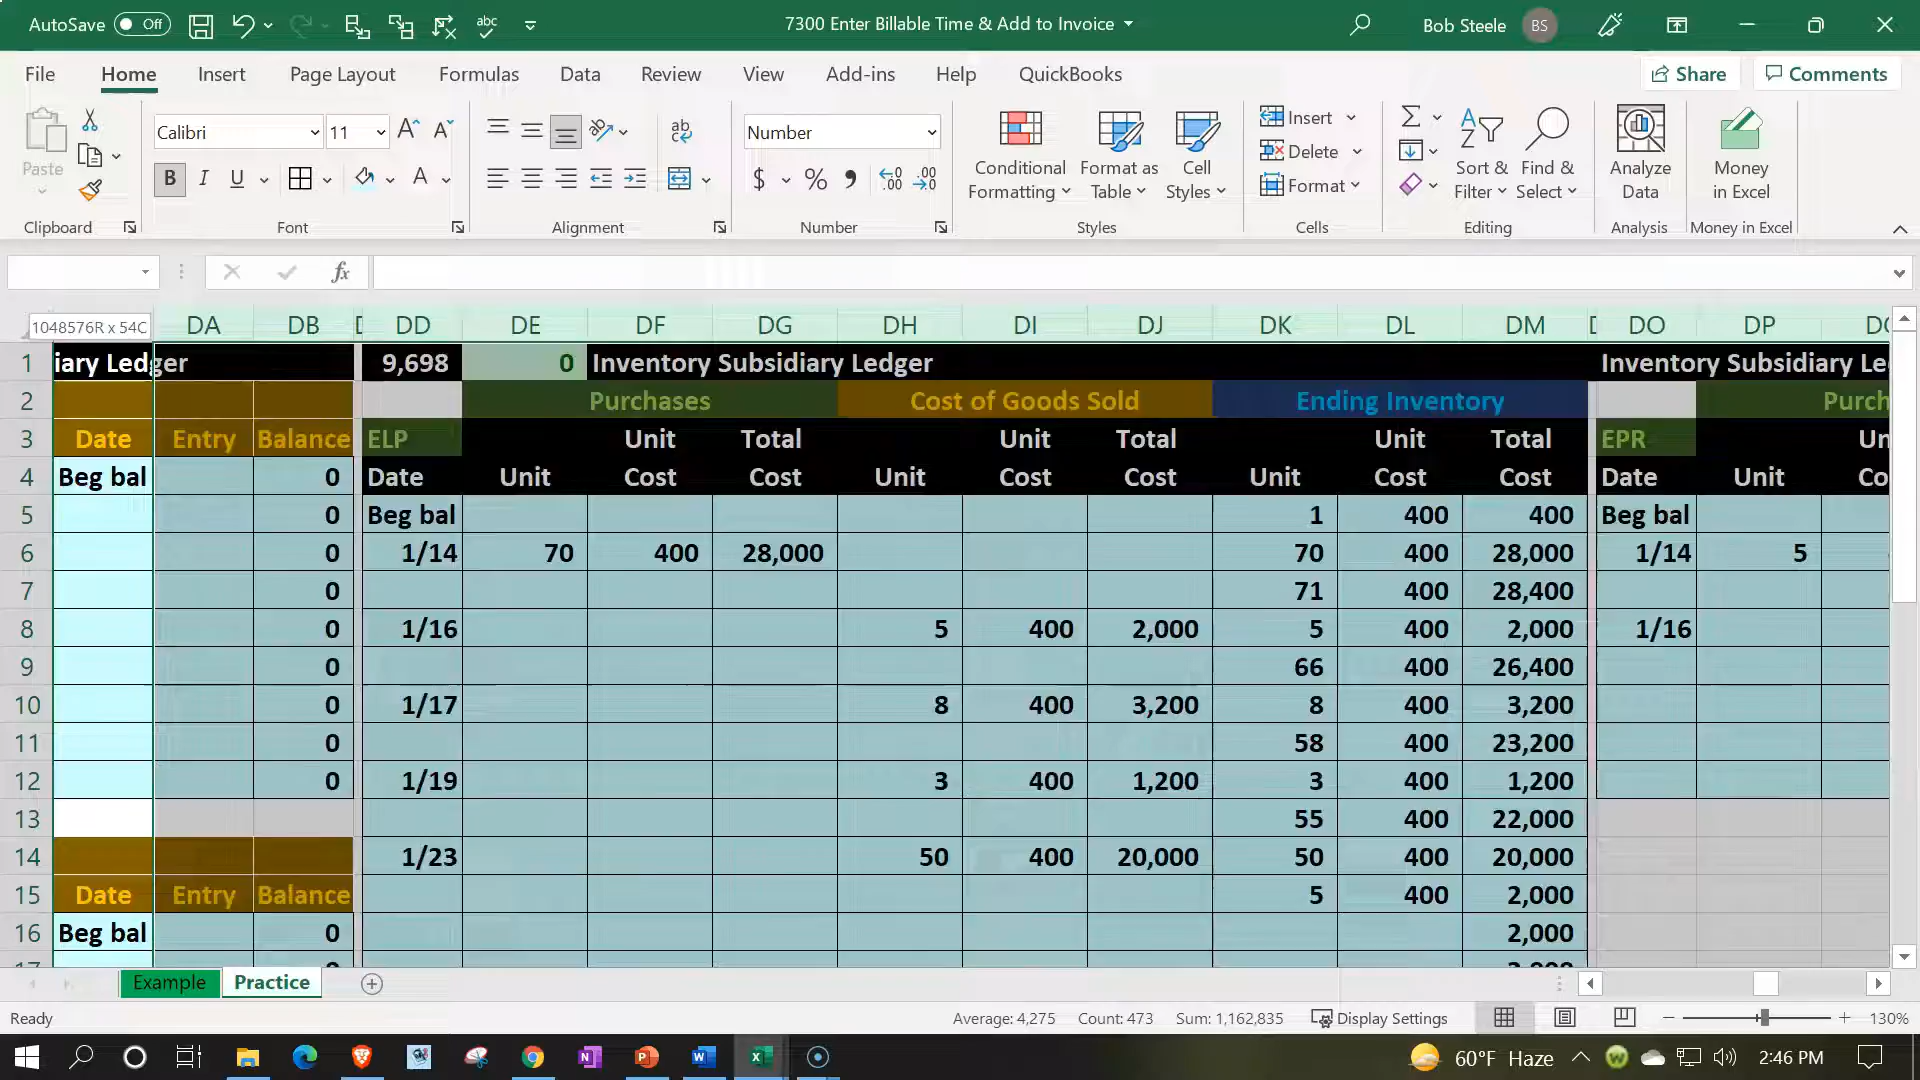 AutoSave Off 7300 Enter Billable Time & Add to Invoice Bob Steele BS
File Home Insert Page Layout Formulas Data Review View Add-ins Help QuickBooks Share Comments
Paste Calibri 11 Number
B I U A $ % , ab
Conditional Formatting
Format as Table
Cell Styles
Insert
Delete
Format
Sort & Filter
Find & Select
Analyze Data
Money in Excel
Clipboard Font Alignment Number Styles Cells Editing Analysis Money in Excel
fx
1048576R x 54C DA DB DD DE DF DG DH DI DJ DK DL DM DO DP
1 iary Ledger 9,698 0 Inventory Subsidiary Ledger Inventory Subsidiary Le
2 Purchases Cost of Goods Sold Ending Inventory Purch
3 Date Entry Balance ELP Unit Total Unit Total Unit Total EPR Un
4 Beg bal 0 Date Unit Cost Cost Unit Cost Cost Unit Cost Cost Date Unit Co
5 0 Beg bal 1 400 400 Beg bal
6 0 1/14 70 400 28,000 70 400 28,000 1/14 5
7 0 71 400 28,400
8 0 1/16 5 400 2,000 5 400 2,000 1/16
9 0 66 400 26,400
10 0 1/17 8 400 3,200 8 400 3,200
11 0 58 400 23,200
12 0 1/19 3 400 1,200 3 400 1,200
13 55 400 22,000
14 1/23 50 400 20,000 50 400 20,000
15 Date Entry Balance 5 400 2,000
16 Beg bal 0 2,000
Example Practice
Ready Average: 4,275 Count: 473 Sum: 1,162,835 Display Settings 130%
60°F Haze 2:46 PM